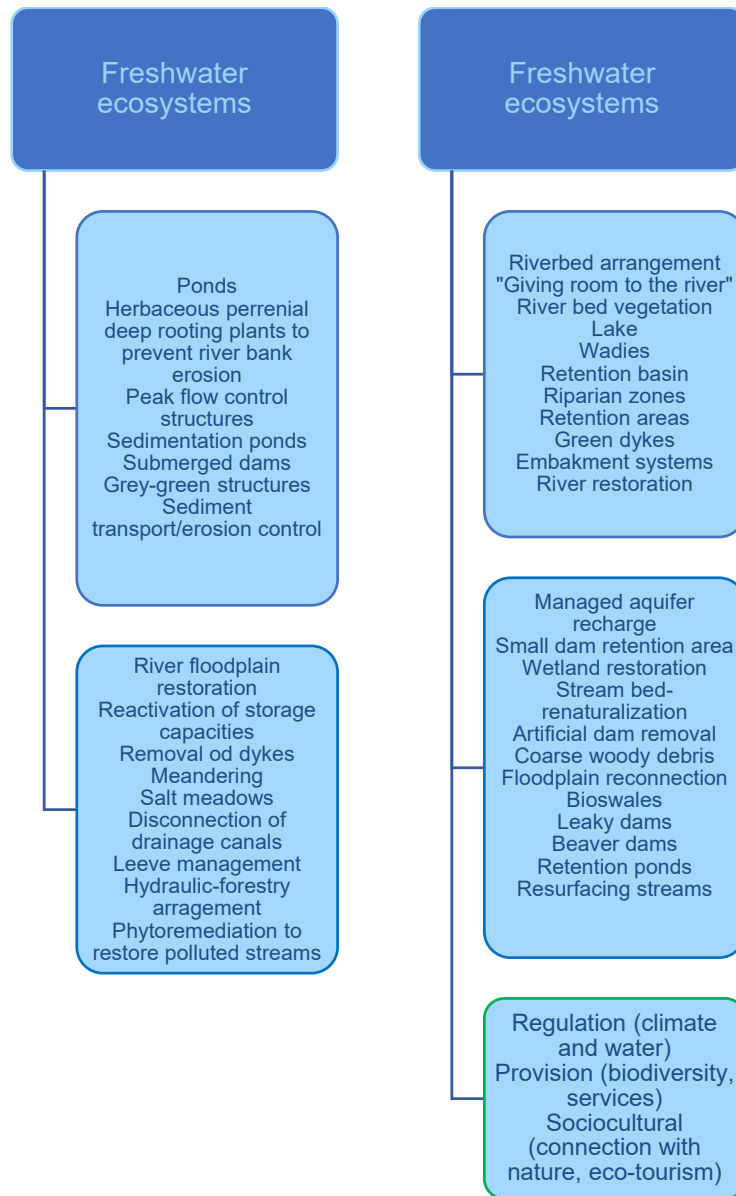 Freshwater
ecosystems
Ponds
Herbaceous perrenial
deep rooting plants to
prevent river bank
erosion
Peak flow control
structures
Sedimentation ponds
Submerged dams
Grey-green structures
Sediment
transport/erosion control
River floodplain
restoration
Reactivation of storage
capacities
Removal od dykes
Meandering
Salt meadows
Disconnection of
drainage canals
Leeve management
Hydraulic-forestry
arragement
Phytoremediation to
restore polluted streams
Freshwater
ecosystems
Riverbed arrangement
"Giving room to the river"
River bed vegetation
Lake
Wadies
Retention basin
Riparian zones
Retention areas
Green dykes
Embakment systems
River restoration
Managed aquifer
recharge
Small dam retention area
Wetland restoration
Stream bed-
renaturalization
Artificial dam removal
Coarse woody debris
Floodplain reconnection
Bioswales
Leaky dams
Beaver dams
Retention ponds
Resurfacing streams
Regulation (climate
and water)
Provision (biodiversity,
services)
Sociocultural
(connection with
nature, eco-tourism)